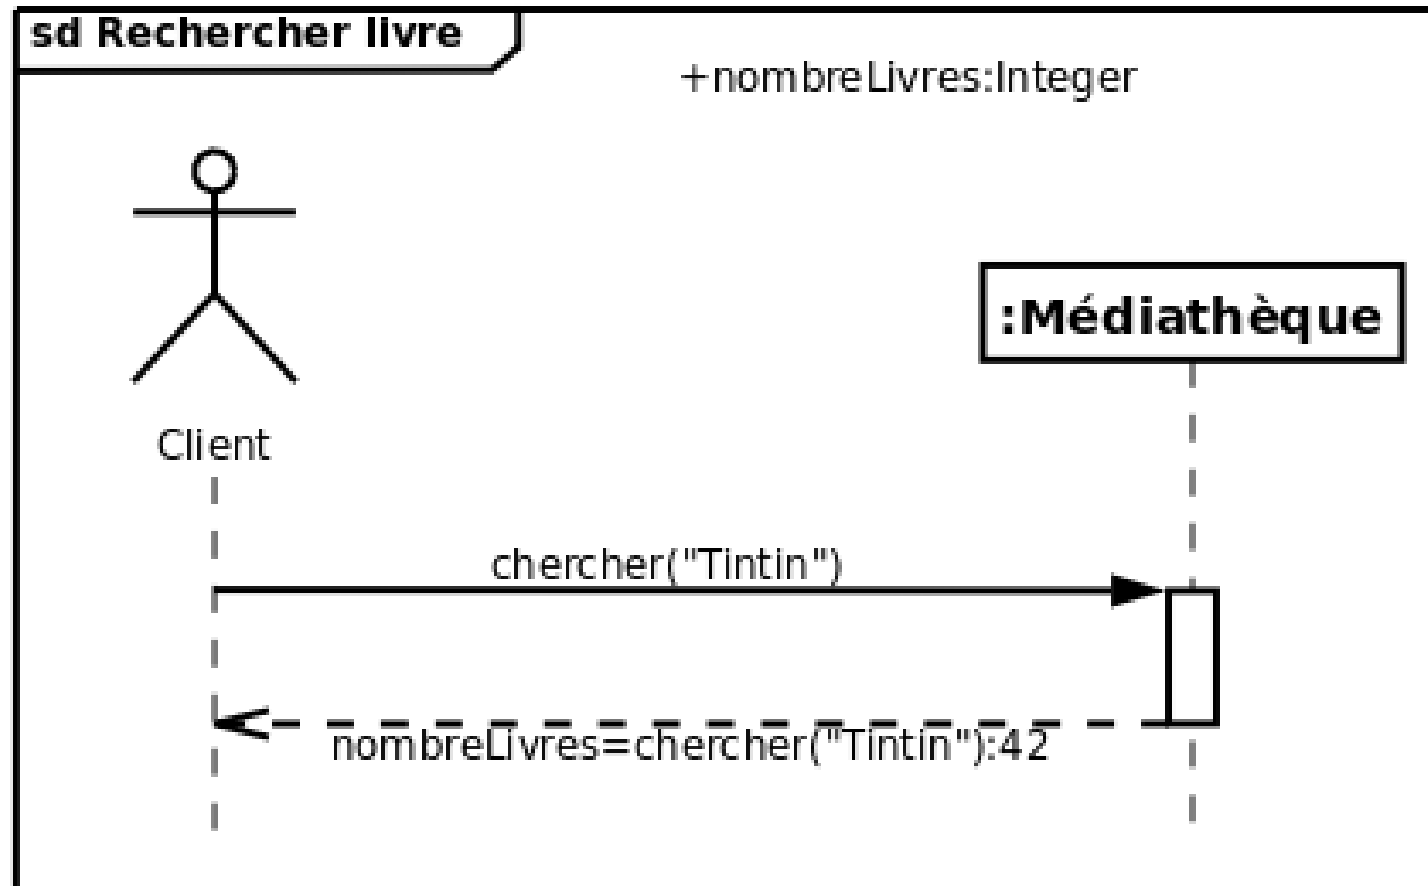 sd Rechercher livre
+nombreLivres:Integer
:Médiathèque
Client
chercher("Tintin")
nombreLivres=chercher("Tintin"):42